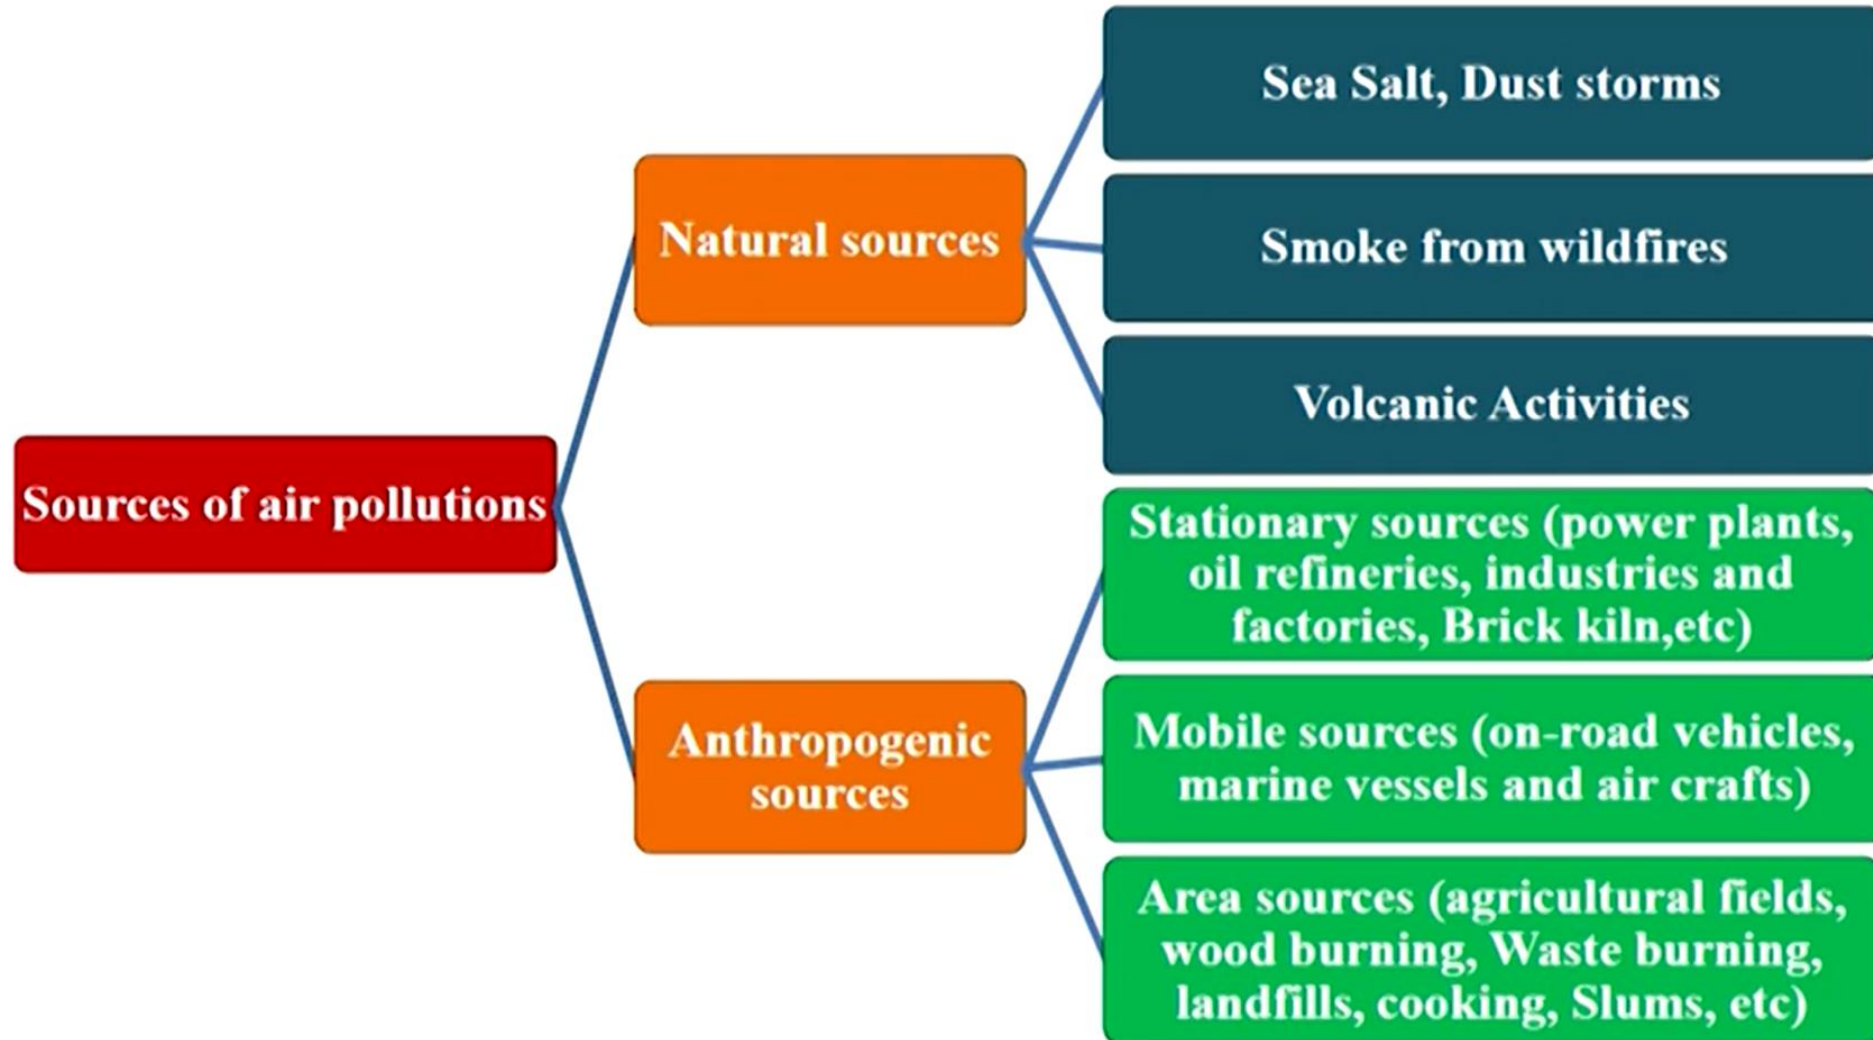 Sources of air pollutions
Natural sources
Sea Salt, Dust storms
Smoke from wildfires
Volcanic Activities
Anthropogenic
sources
Stationary sources (power plants,
oil refineries, industries and
factories, Brick kiln,etc)
Mobile sources (on-road vehicles,
marine vessels and air crafts)
Area sources (agricultural fields,
wood burning, Waste burning,
landfills, cooking, Slums, etc)